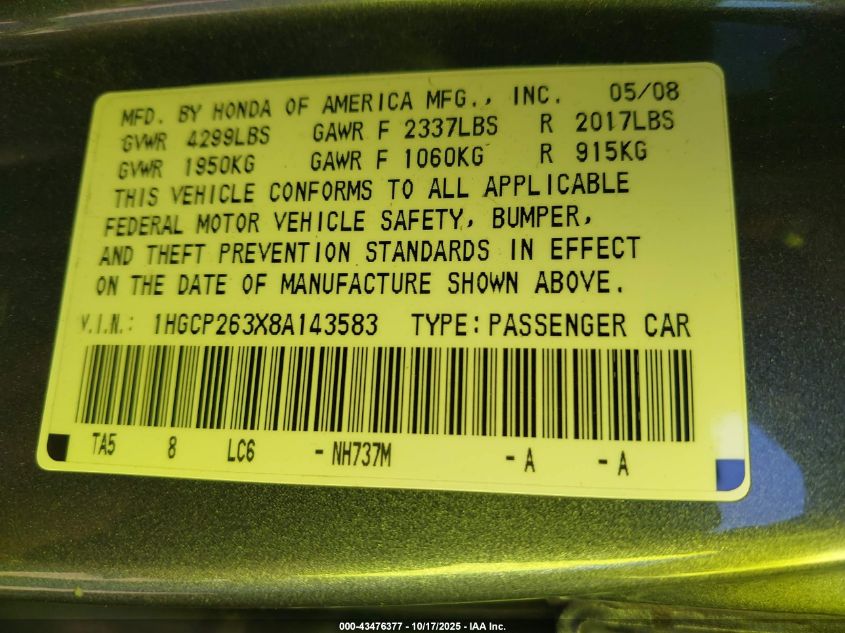 MFD. BY HONDA OF AMERICA MFG., INC. 05/08
GVWR 4299LBS GAWR F 2337LBS R 2017LBS
GVWR 1950KG GAWR F 1060KG R 915KG
THIS VEHICLE CONFORMS TO ALL APPLICABLE
FEDERAL MOTOR VEHICLE SAFETY, BUMPER,
AND THEFT PREVENTION STANDARDS IN EFFECT
ON THE DATE OF MANUFACTURE SHOWN ABOVE.
V.I.N.: 1HGCP263X8A143583 TYPE: PASSENGER CAR
TA5 8 LC6 - NH737M - A - A
000-43476377 - 10/17/2025 - IAA Inc.